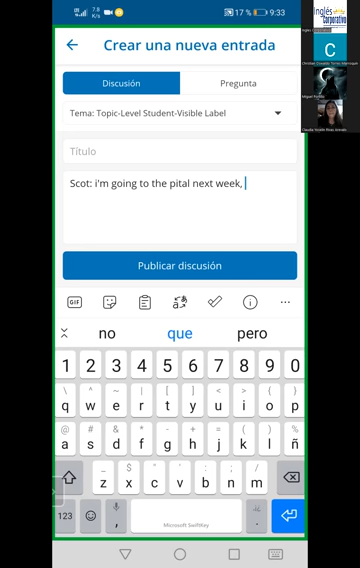 7.8 K/s
17 % 9:33
Crear una nueva entrada
Discusión Pregunta
Tema: Topic-Level Student-Visible Label
Título
Scot: i'm going to the pital next week,
Publicar discusión
GIF
no que pero
1 2 3 4 5 6 7 8 9 0
\ ^ ~ | [ ] < > { }
q w e r t y u i o p
@ # & * - + = ( ) %
a s d f g h j k l ñ
_ $ " ' : ; /
z x c v b n m
123 , Microsoft SwiftKey .
Inglés
Corporativo
C